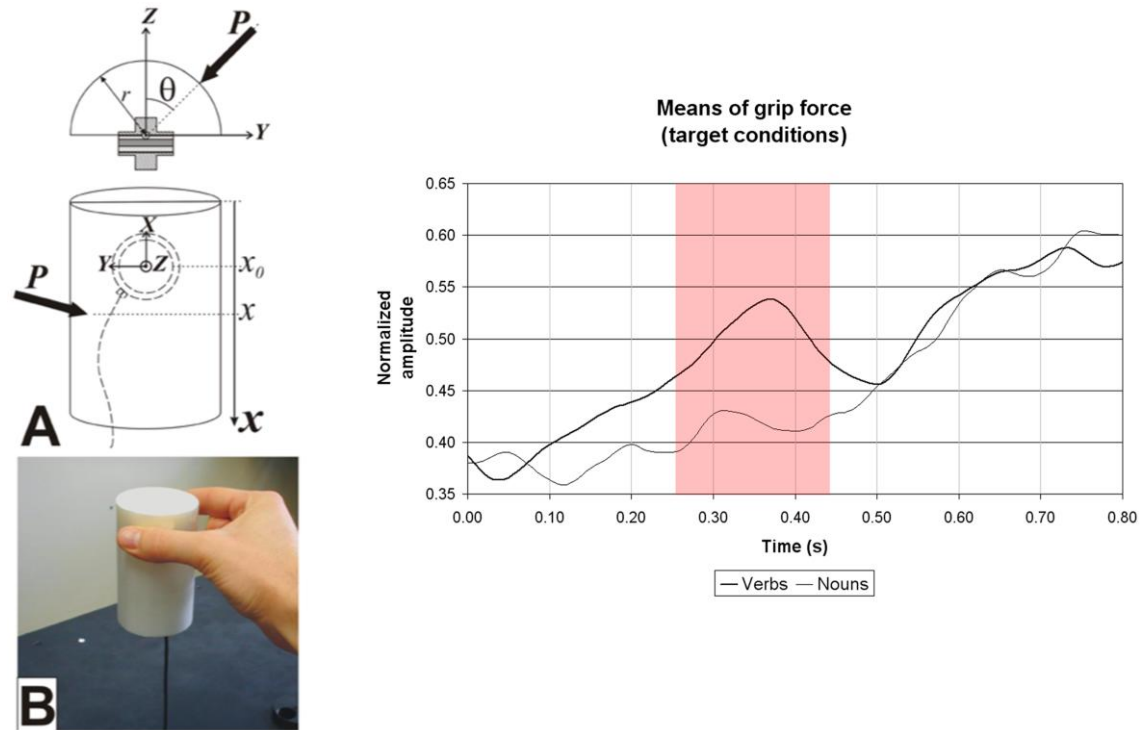 Z
P
r
θ
Y
X
Y
Z
x₀
P
x
A
x
B
Means of grip force
(target conditions)
Normalized
amplitude
0.65
0.60
0.55
0.50
0.45
0.40
0.35
0.00 0.10 0.20 0.30 0.40 0.50 0.60 0.70 0.80
Time (s)
Verbs Nouns